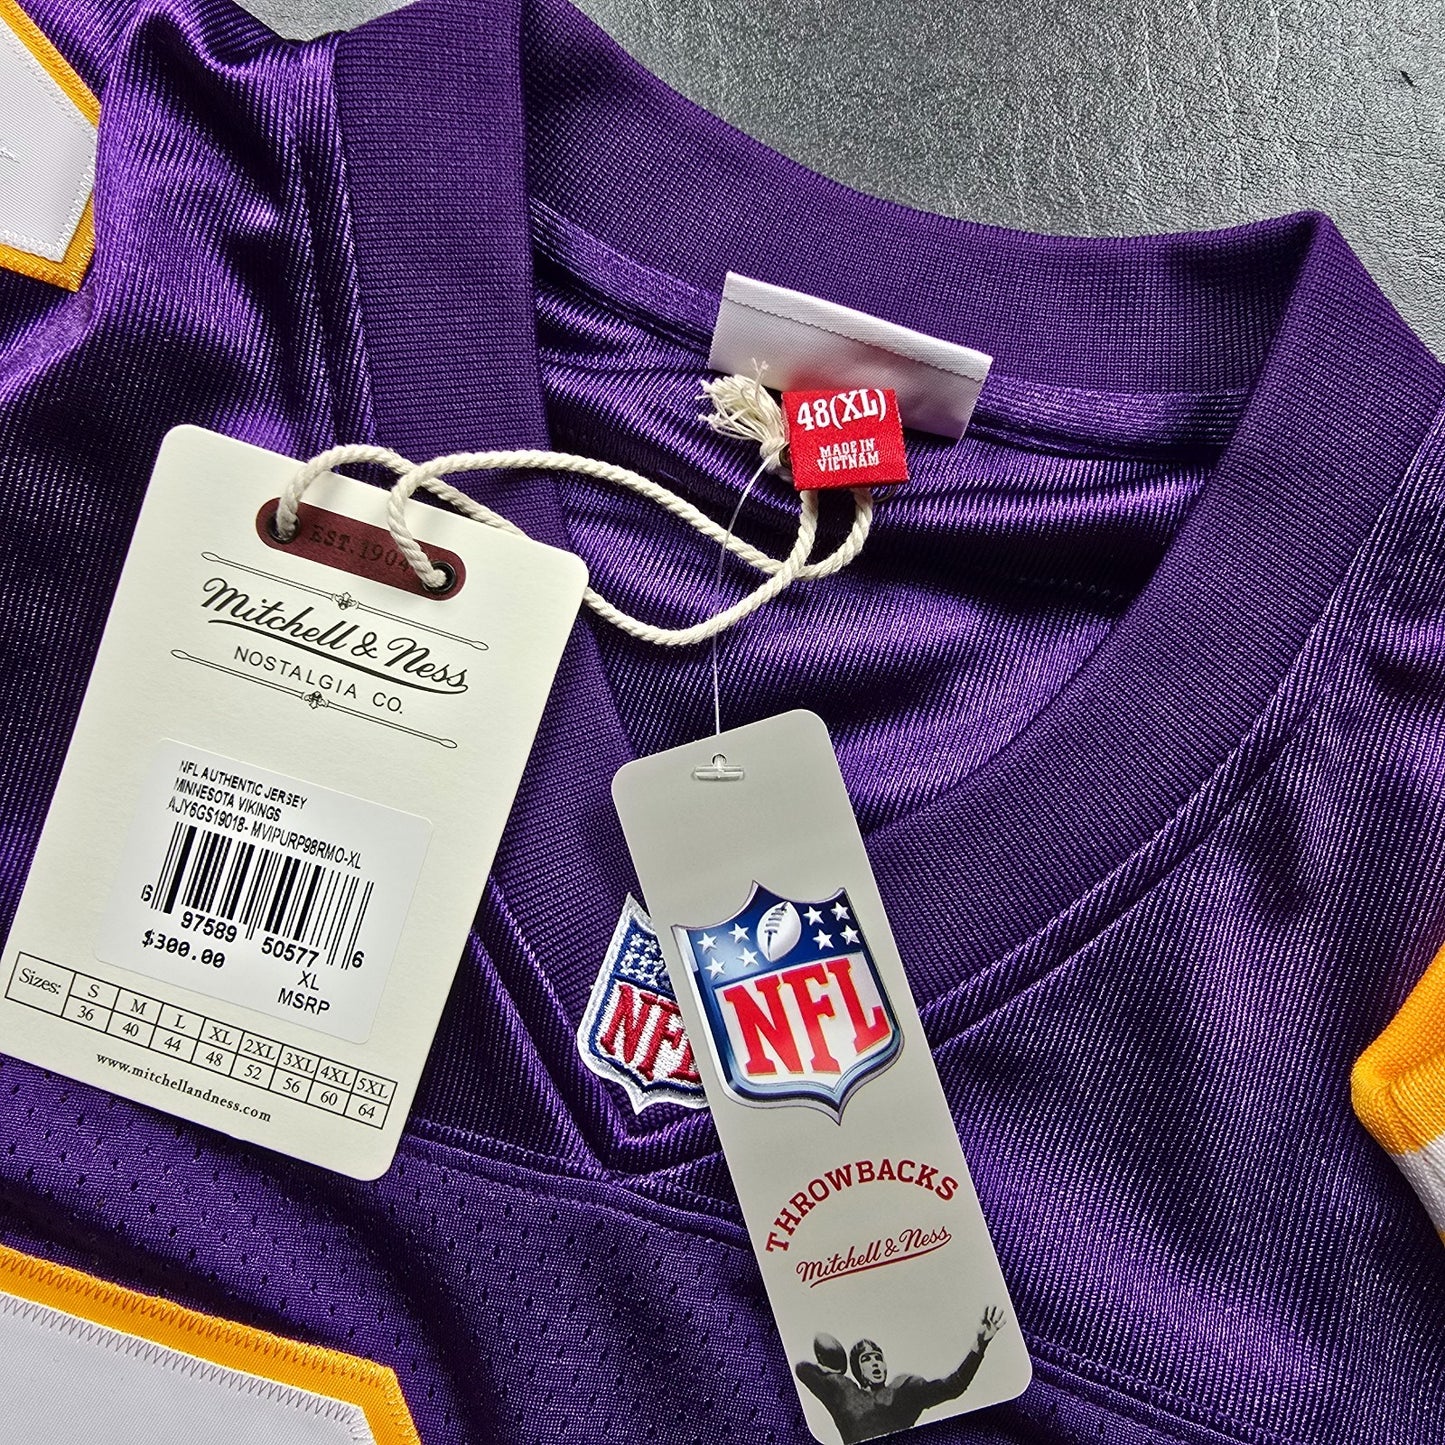 48(XL)
MADE IN
VIETNAM
EST. 1904
Mitchell & Ness
NOSTALGIA CO.
NFL AUTHENTIC JERSEY
MINNESOTA VIKINGS
AJY6GS19018- MVIPURP98RMO-XL
6 97589 50577 6
$300.00
XL
MSRP
Sizes: S M L XL 2XL 3XL 4XL 5XL
36 40 44 48 52 56 60 64
www.mitchellandness.com
NFL
NFL
THROWBACKS
Mitchell & Ness